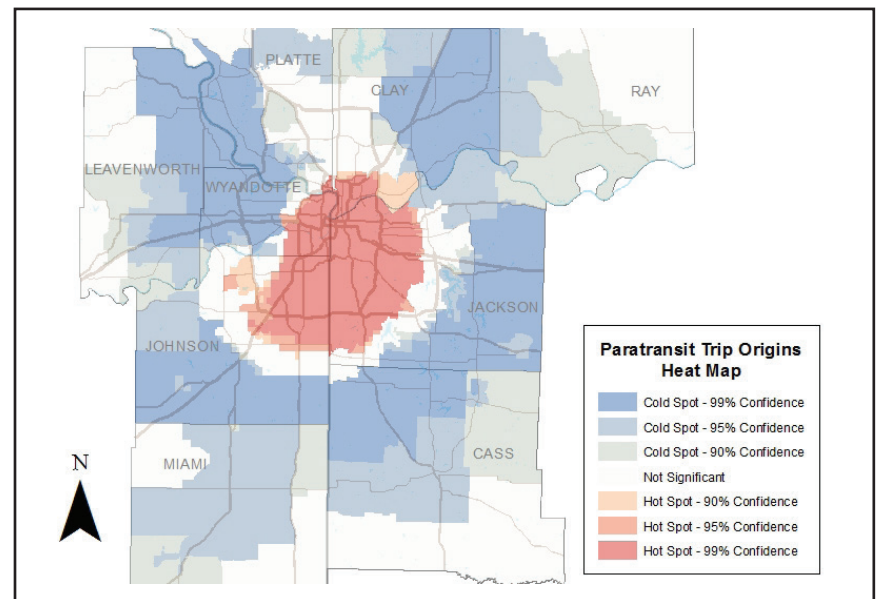 PLATTE
CLAY
RAY
LEAVENWORTH
WYANDOTTE
JACKSON
JOHNSON
CASS
MIAMI
N
Paratransit Trip Origins
Heat Map
Cold Spot - 99% Confidence
Cold Spot - 95% Confidence
Cold Spot - 90% Confidence
Not Significant
Hot Spot - 90% Confidence
Hot Spot - 95% Confidence
Hot Spot - 99% Confidence